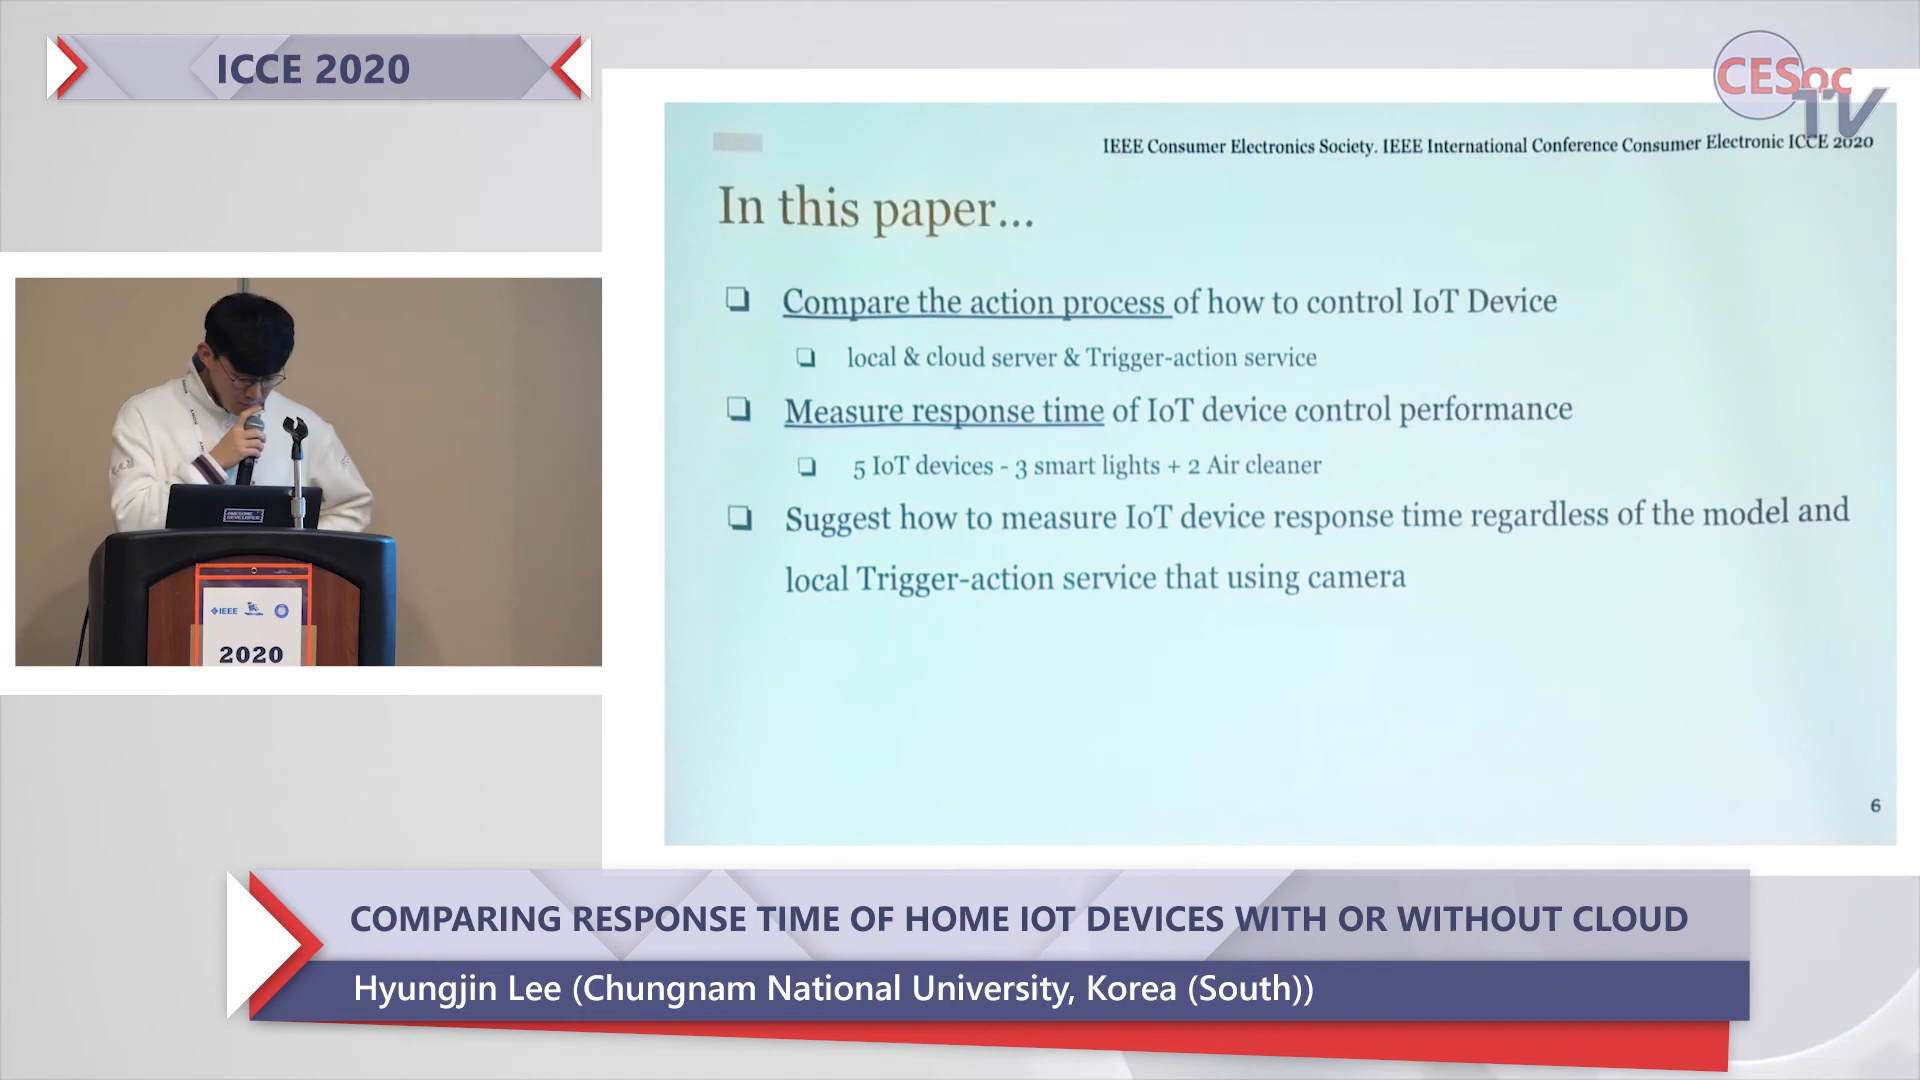 ICCE 2020
CESoc
TV
IEEE Consumer Electronics Society. IEEE International Conference Consumer Electronic ICCE 2020
In this paper...
Compare the action process of how to control IoT Device
local & cloud server & Trigger-action service
Measure response time of IoT device control performance
5 IoT devices - 3 smart lights + 2 Air cleaner
Suggest how to measure IoT device response time regardless of the model and
local Trigger-action service that using camera
6
AWESOME
DEVELOPER
IEEE
2020
COMPARING RESPONSE TIME OF HOME IOT DEVICES WITH OR WITHOUT CLOUD
Hyungjin Lee (Chungnam National University, Korea (South))